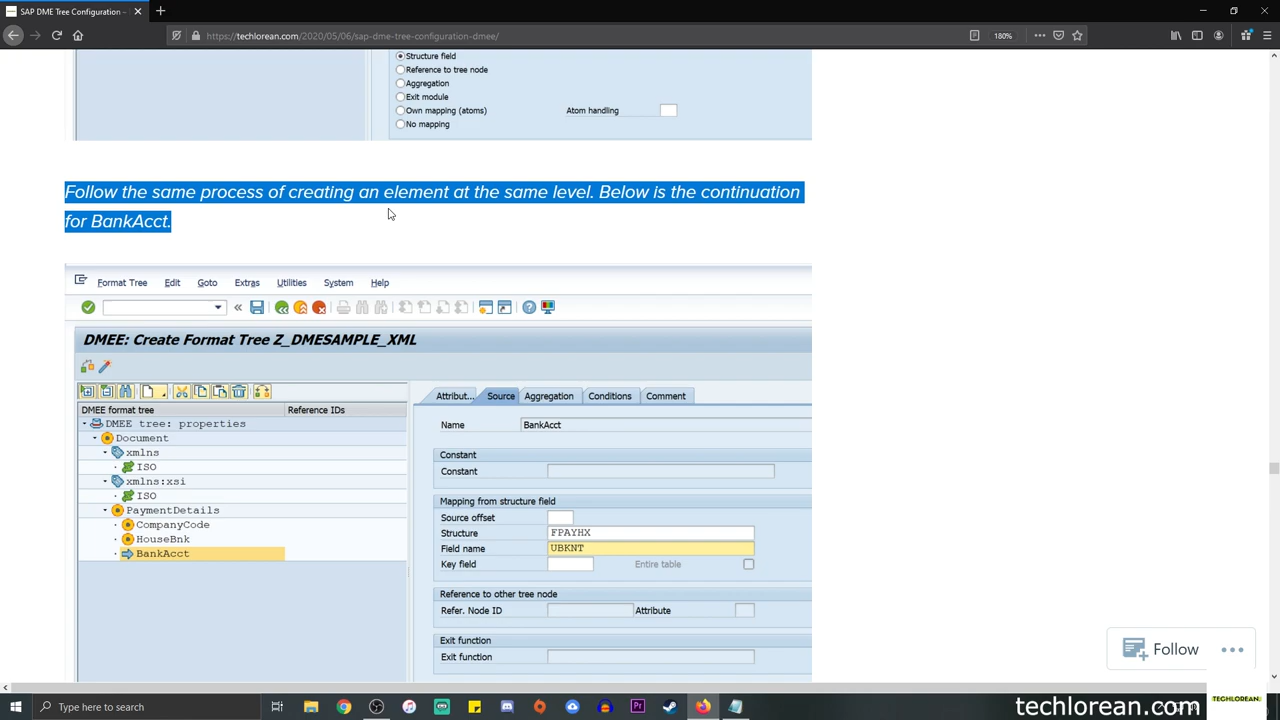 SAP DME Tree Configuration -
https://techlorean.com/2020/05/06/sap-dme-tree-configuration-dmee/
180%
Structure field
Reference to tree node
Aggregation
Exit module
Own mapping (atoms)
Atom handling
No mapping
Follow the same process of creating an element at the same level. Below is the continuation
for BankAcct.
Format Tree Edit Goto Extras Utilities System Help
DMEE: Create Format Tree Z_DMESAMPLE_XML
DMEE format tree Reference IDs
DMEE tree: properties
Document
xmlns
ISO
xmlns:xsi
ISO
PaymentDetails
CompanyCode
HouseBnk
BankAcct
Attribut... Source Aggregation Conditions Comment
Name BankAcct
Constant
Constant
Mapping from structure field
Source offset
Structure FPAYHX
Field name UBKNT
Key field Entire table
Reference to other tree node
Refer. Node ID Attribute
Exit function
Exit function
Follow
Type here to search
techlorean.com
TECHLOREAN